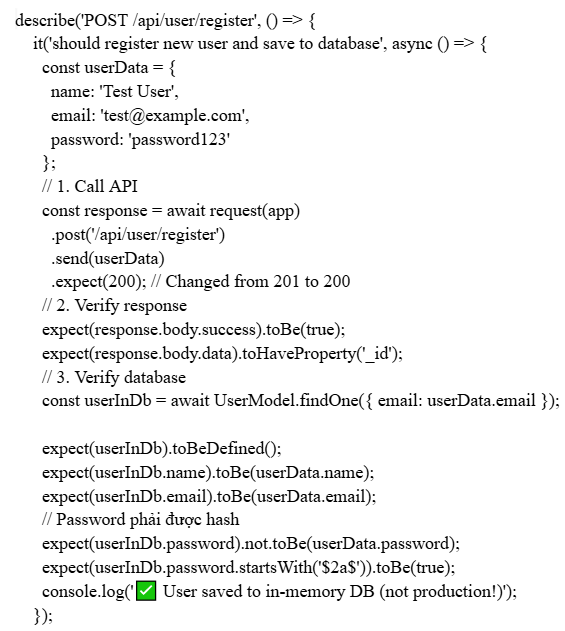 describe('POST /api/user/register', () => {
it('should register new user and save to database', async () => {
const userData = {
name: 'Test User',
email: 'test@example.com',
password: 'password123'
};
// 1. Call API
const response = await request(app)
.post('/api/user/register')
.send(userData)
.expect(200); // Changed from 201 to 200
// 2. Verify response
expect(response.body.success).toBe(true);
expect(response.body.data).toHaveProperty('_id');
// 3. Verify database
const userInDb = await UserModel.findOne({ email: userData.email });
expect(userInDb).toBeDefined();
expect(userInDb.name).toBe(userData.name);
expect(userInDb.email).toBe(userData.email);
// Password phải được hash
expect(userInDb.password).not.toBe(userData.password);
expect(userInDb.password.startsWith('$2a$')).toBe(true);
console.log('✅ User saved to in-memory DB (not production!)');
});